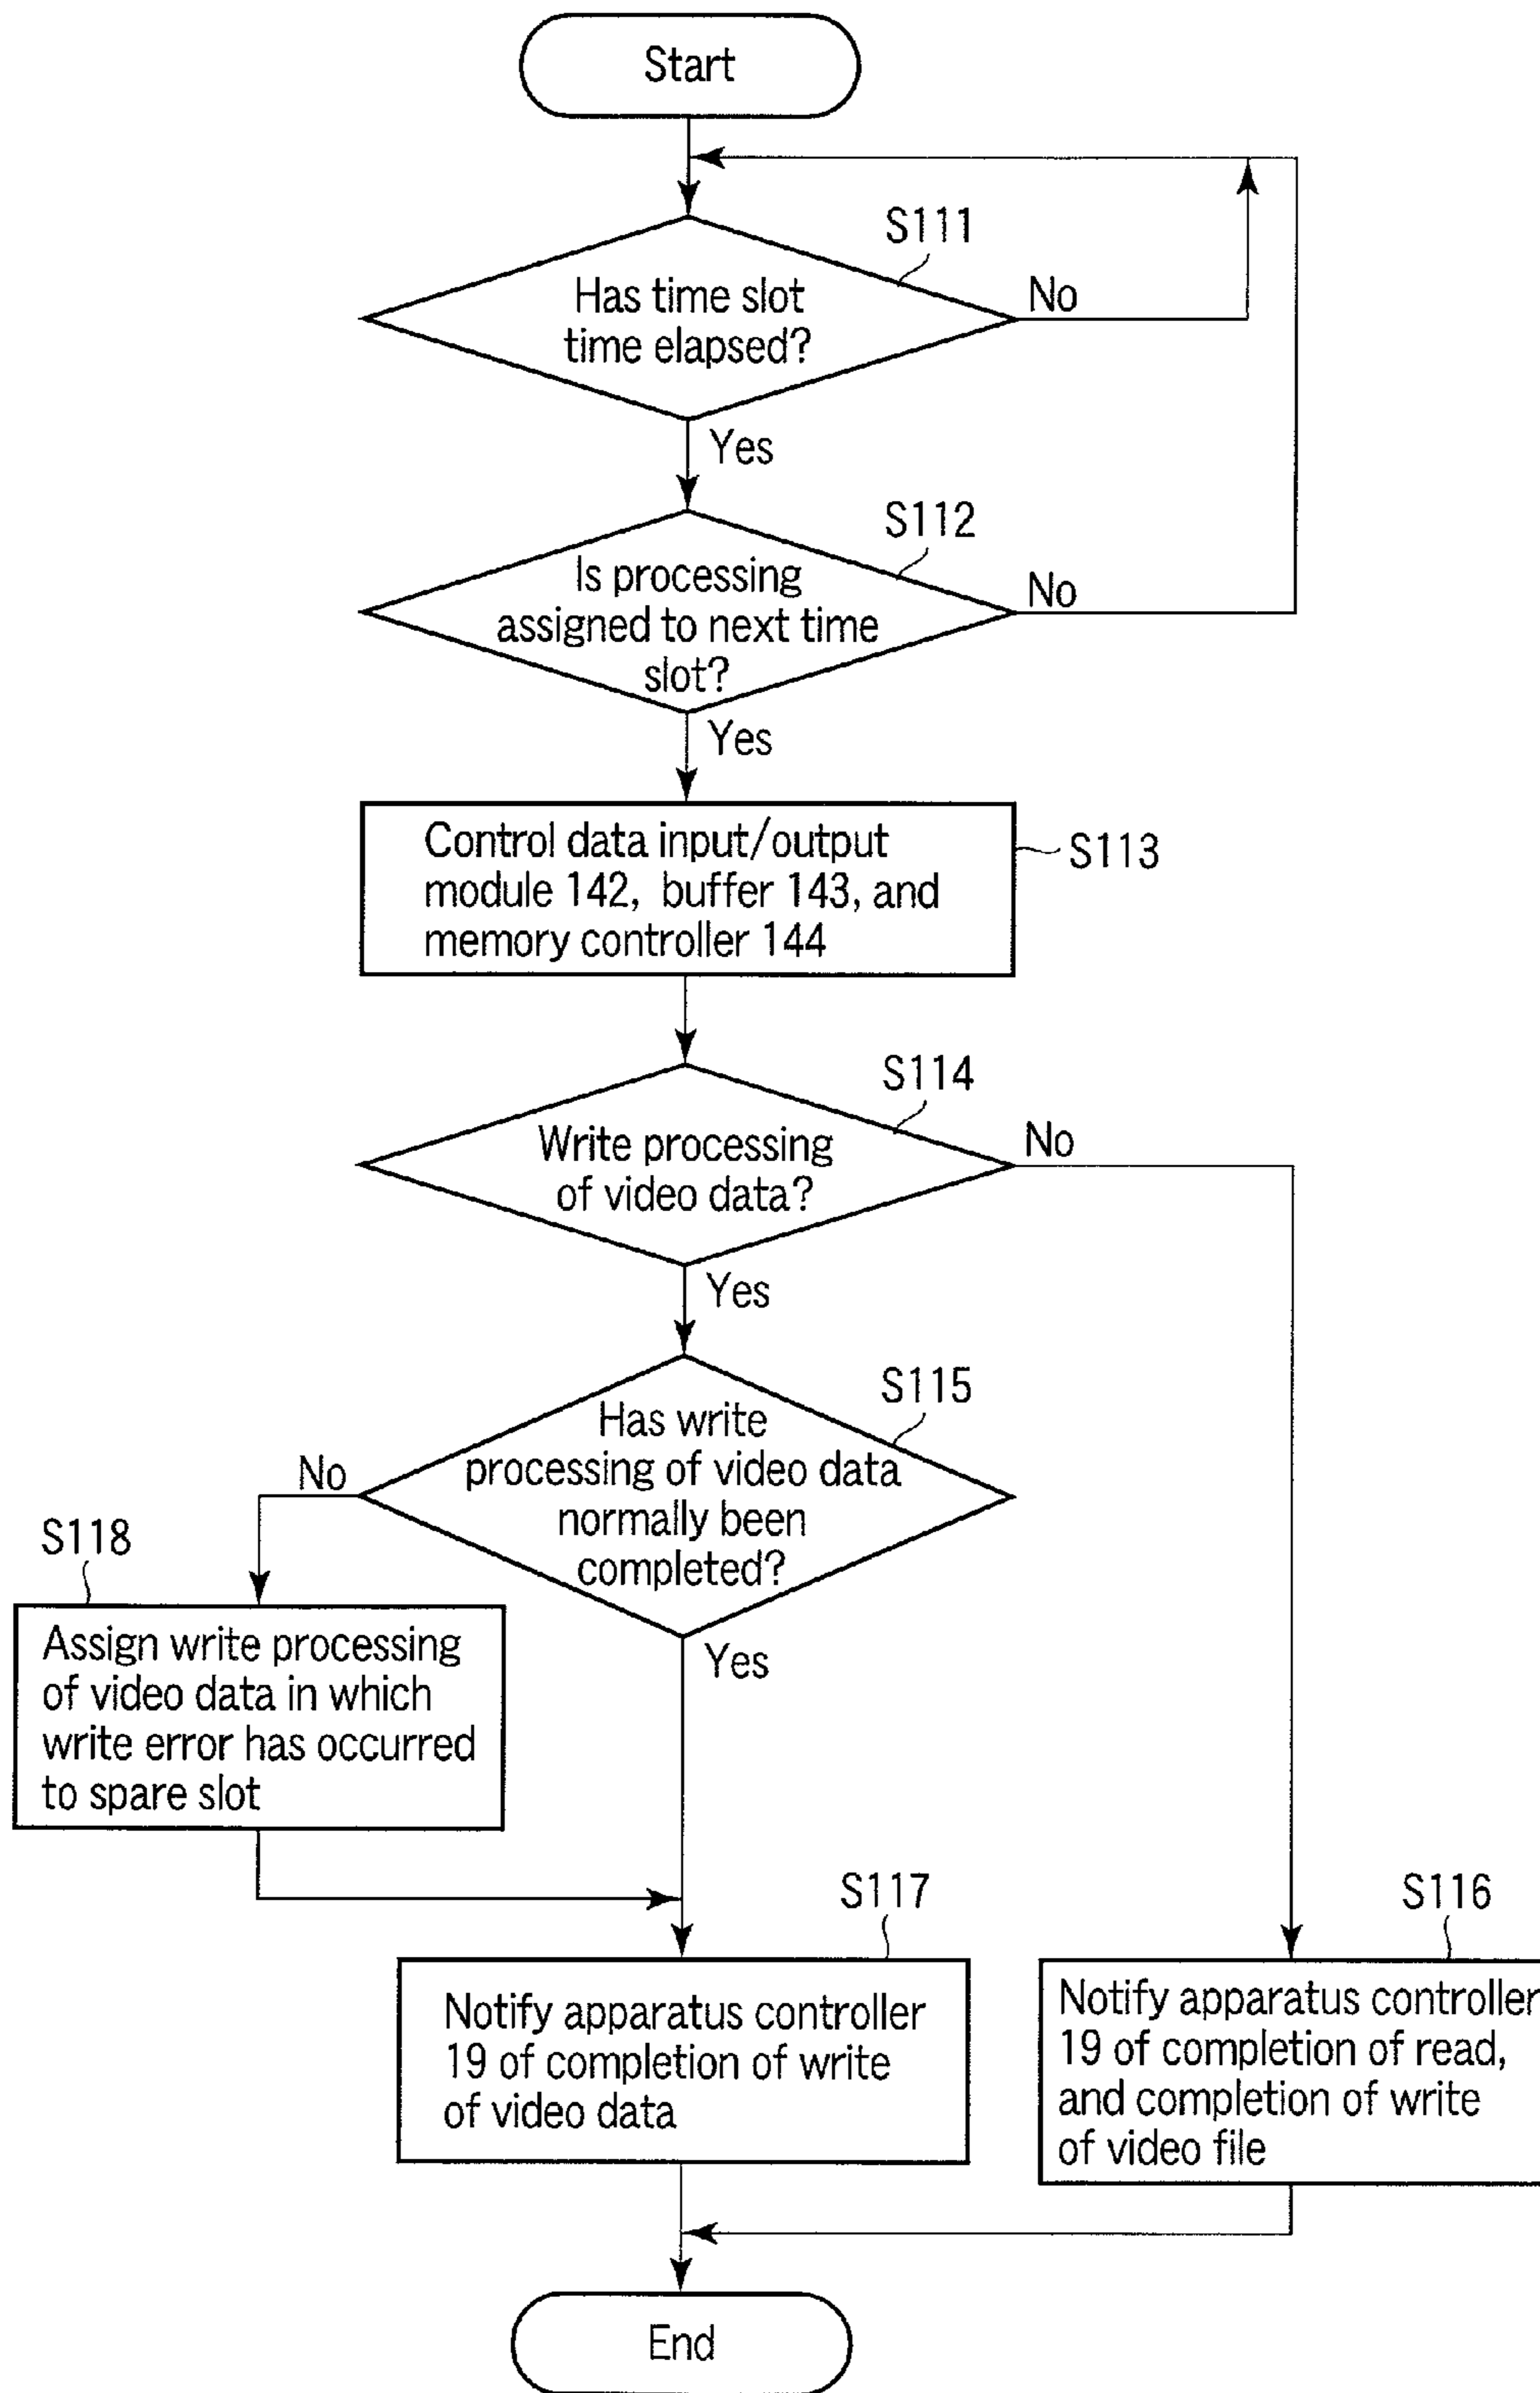 Start
S111
Has time slot
time elapsed?
No
Yes
S112
Is processing
assigned to next time
slot?
No
Yes
Control data input/output
module 142, buffer 143, and
memory controller 144
S113
S114
Write processing
of video data?
No
Yes
S115
Has write
processing of video data
normally been
completed?
No
Yes
S118
Assign write processing
of video data in which
write error has occurred
to spare slot
S117
Notify apparatus controller
19 of completion of write
of video data
S116
Notify apparatus controller
19 of completion of read,
and completion of write
of video file
End